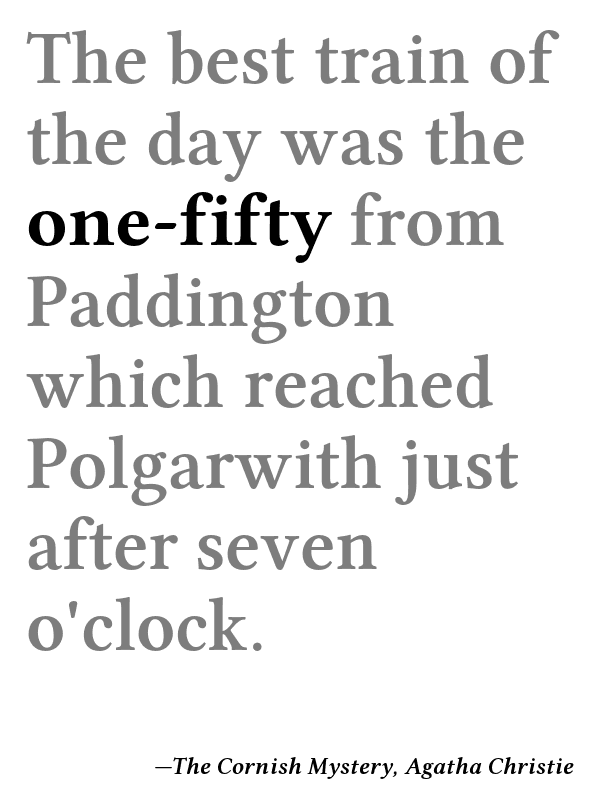 The best train of
the day was the
one-fifty from
Paddington
which reached
Polgarwith just
after seven
o'clock.
—The Cornish Mystery, Agatha Christie